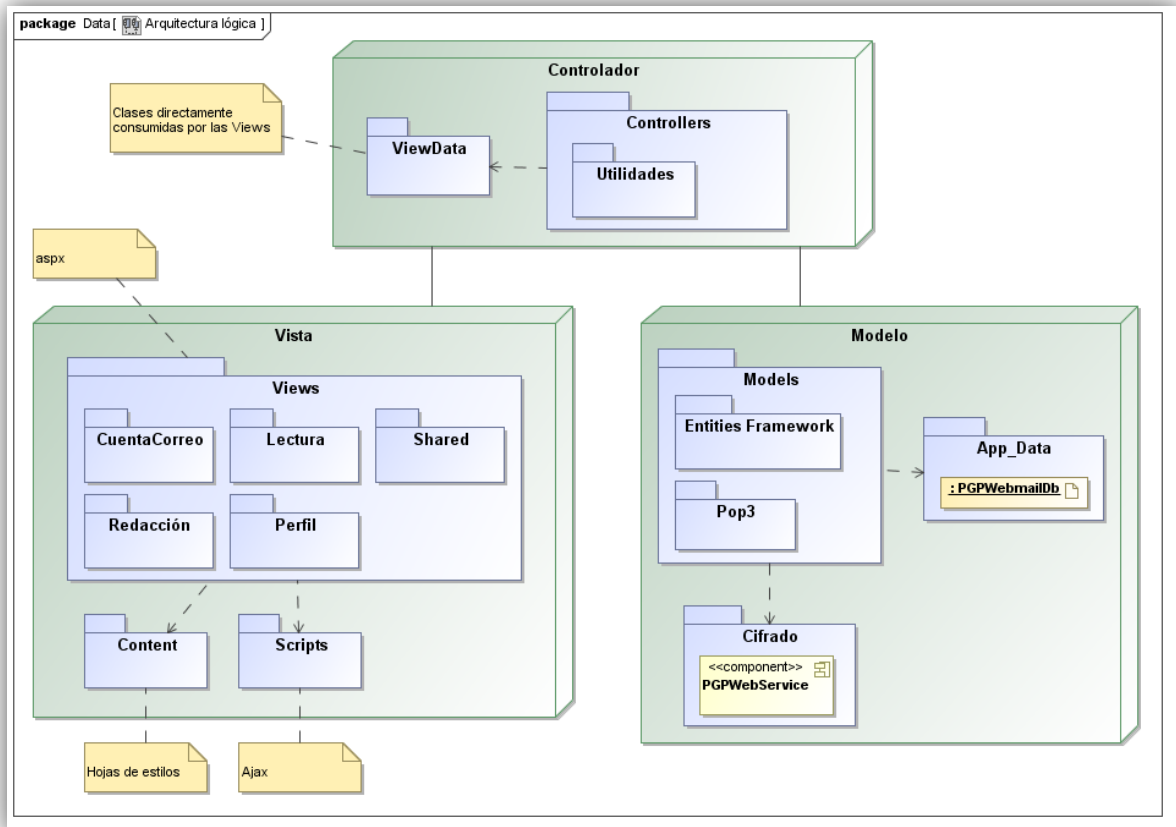 package Data [ Arquitectura lógica ]
Controlador
Clases directamente
consumidas por las Views
ViewData
Controllers
Utilidades
aspx
Vista
Views
CuentaCorreo
Lectura
Shared
Redacción
Perfil
Content
Scripts
Hojas de estilos
Ajax
Modelo
Models
Entities Framework
Pop3
App_Data
: PGPWebmailDb
Cifrado
<<component>>
PGPWebService